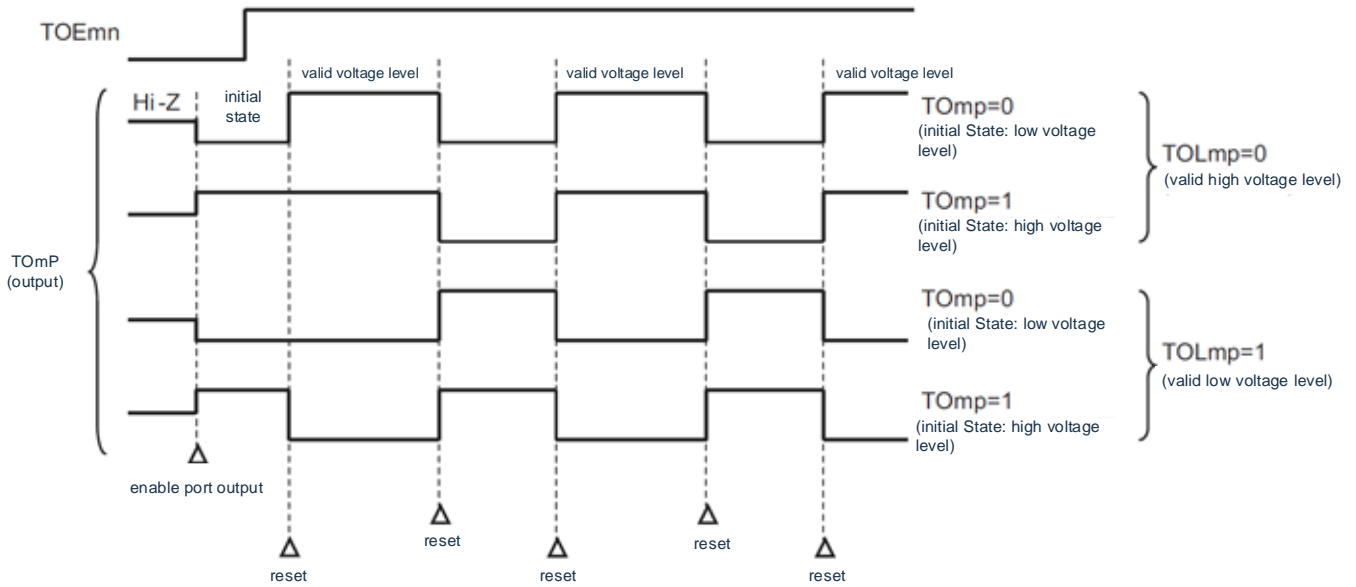 TOEmn
valid voltage level
valid voltage level
valid voltage level
Hi-Z
initial
state
TOmp=0
(initial State: low voltage
level)
TOLmp=0
(valid high voltage level)
TOmp=1
(initial State: high voltage
level)
TOmP
(output)
TOmp=0
(initial State: low voltage
level)
TOLmp=1
(valid low voltage level)
TOmp=1
(initial State: high voltage
level)
enable port output
reset
reset
reset
reset
reset